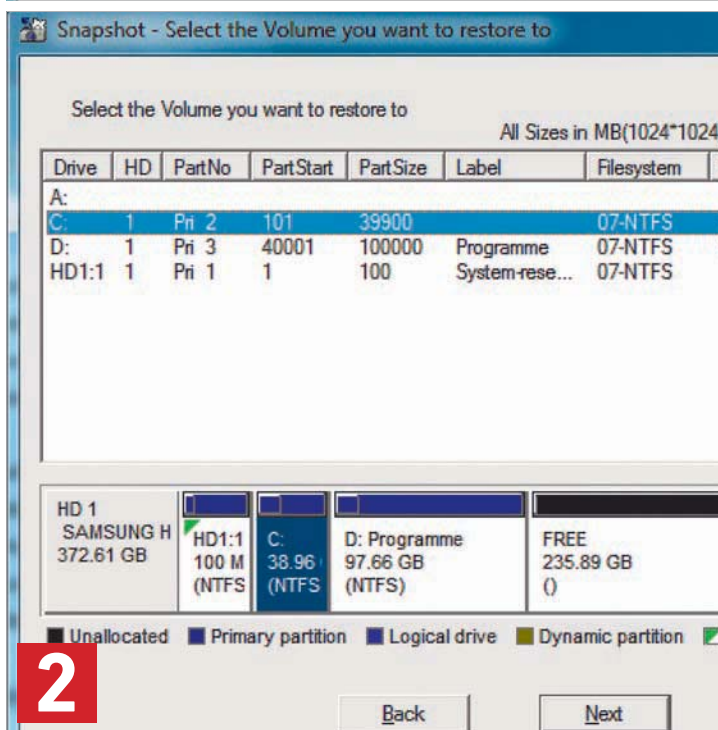 Snapshot - Select the Volume you want to restore to
Select the Volume you want to restore to
All Sizes in MB(1024*1024
Drive HD PartNo PartStart PartSize Label Filesystem
A:
C: 1 Pri 2 101 39900 07-NTFS
D: 1 Pri 3 40001 100000 Programme 07-NTFS
HD1:1 1 Pri 1 1 100 System-rese... 07-NTFS
HD 1
SAMSUNG H
372.61 GB
HD1:1
100 M
(NTFS
C:
38.96
(NTFS
D: Programme
97.66 GB
(NTFS)
FREE
235.89 GB
()
Unallocated Primary partition Logical drive Dynamic partition
2
Back Next